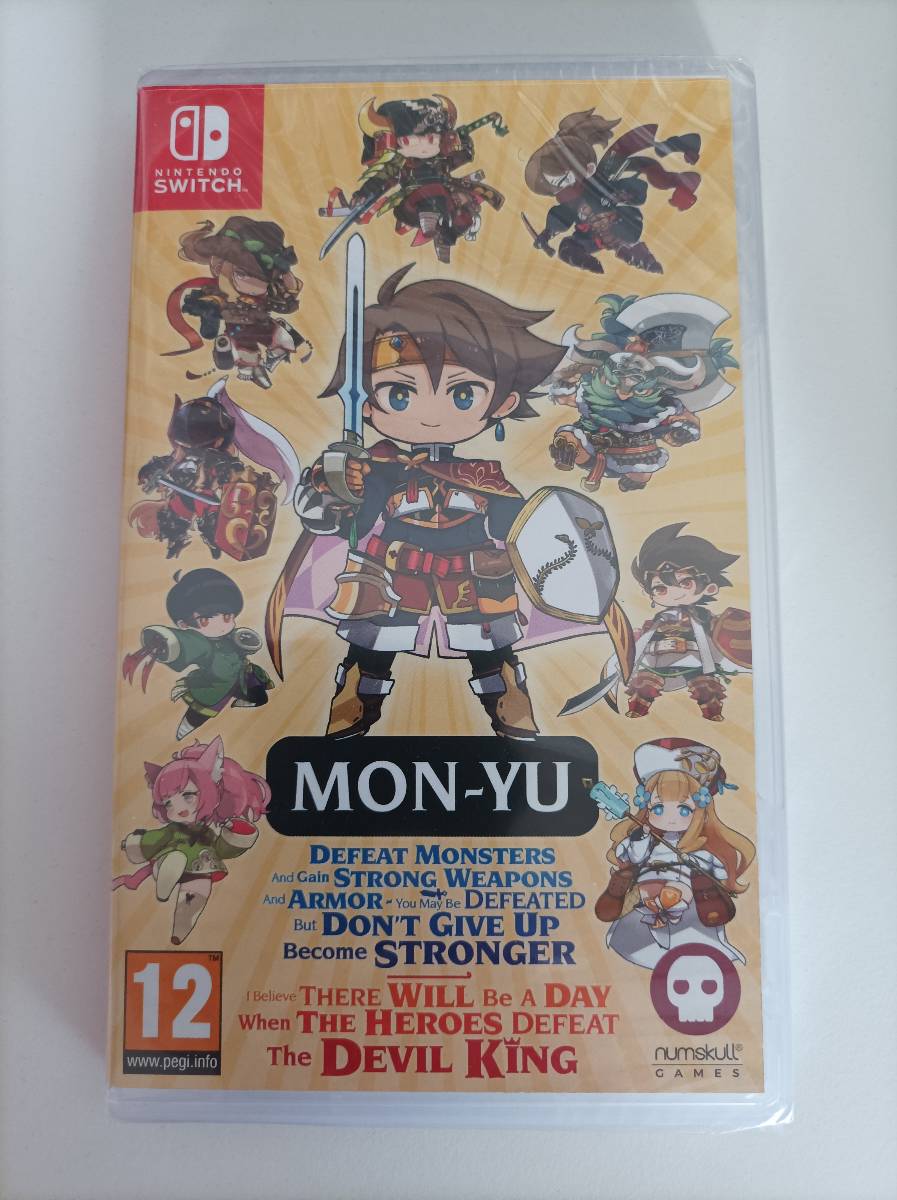 NINTENDO
SWITCH™
MON-YU
DEFEAT MONSTERS
And Gain STRONG WEAPONS
And ARMOR - You May Be DEFEATED
But DON'T GIVE UP
Become STRONGER
I Believe THERE WILL Be A DAY
When THE HEROES DEFEAT
The DEVIL KING
12™
www.pegi.info
numskull®
GAMES